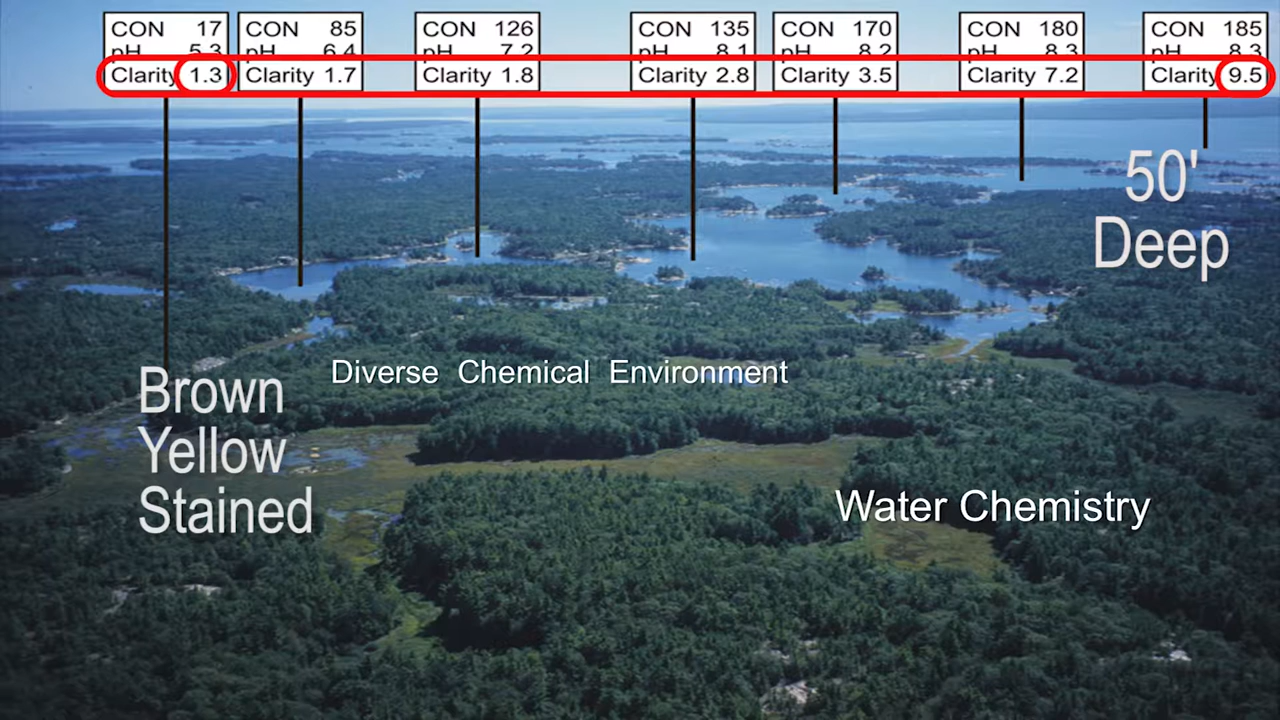 CON 17
pH 5.3
Clarity 1.3
CON 85
pH 6.4
Clarity 1.7
CON 126
pH 7.2
Clarity 1.8
CON 135
pH 8.1
Clarity 2.8
CON 170
pH 8.2
Clarity 3.5
CON 180
pH 8.3
Clarity 7.2
CON 185
pH 8.3
Clarity 9.5
50'
Deep
Diverse Chemical Environment
Brown
Yellow
Stained
Water Chemistry